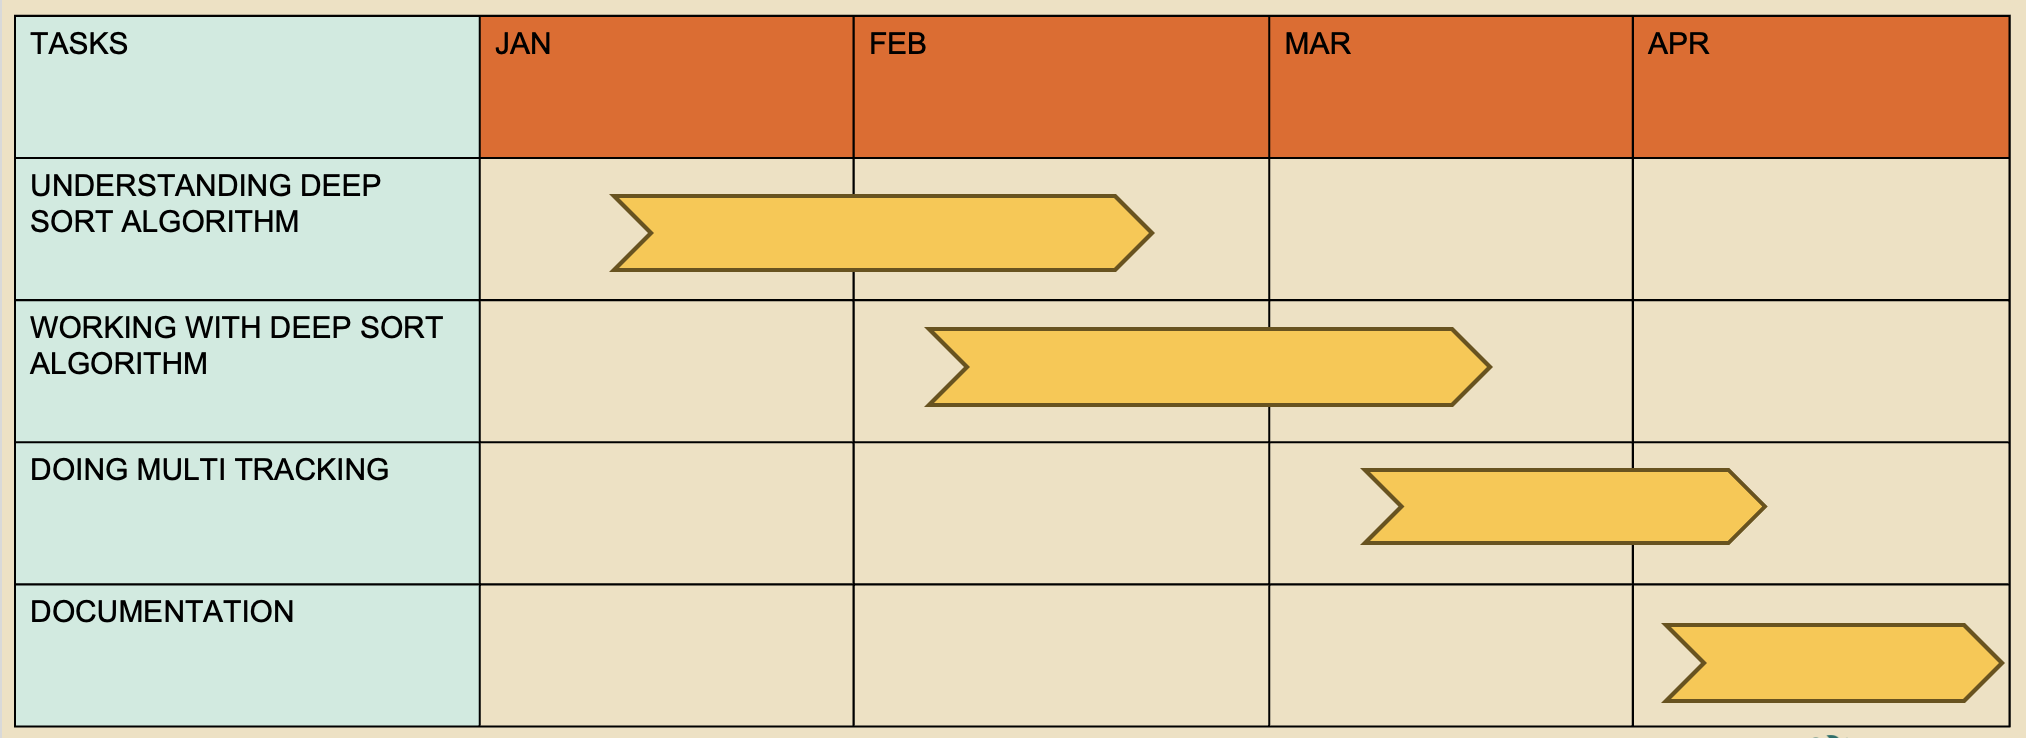 TASKS
JAN
FEB
MAR
APR
UNDERSTANDING DEEP
SORT ALGORITHM
WORKING WITH DEEP SORT
ALGORITHM
DOING MULTI TRACKING
DOCUMENTATION